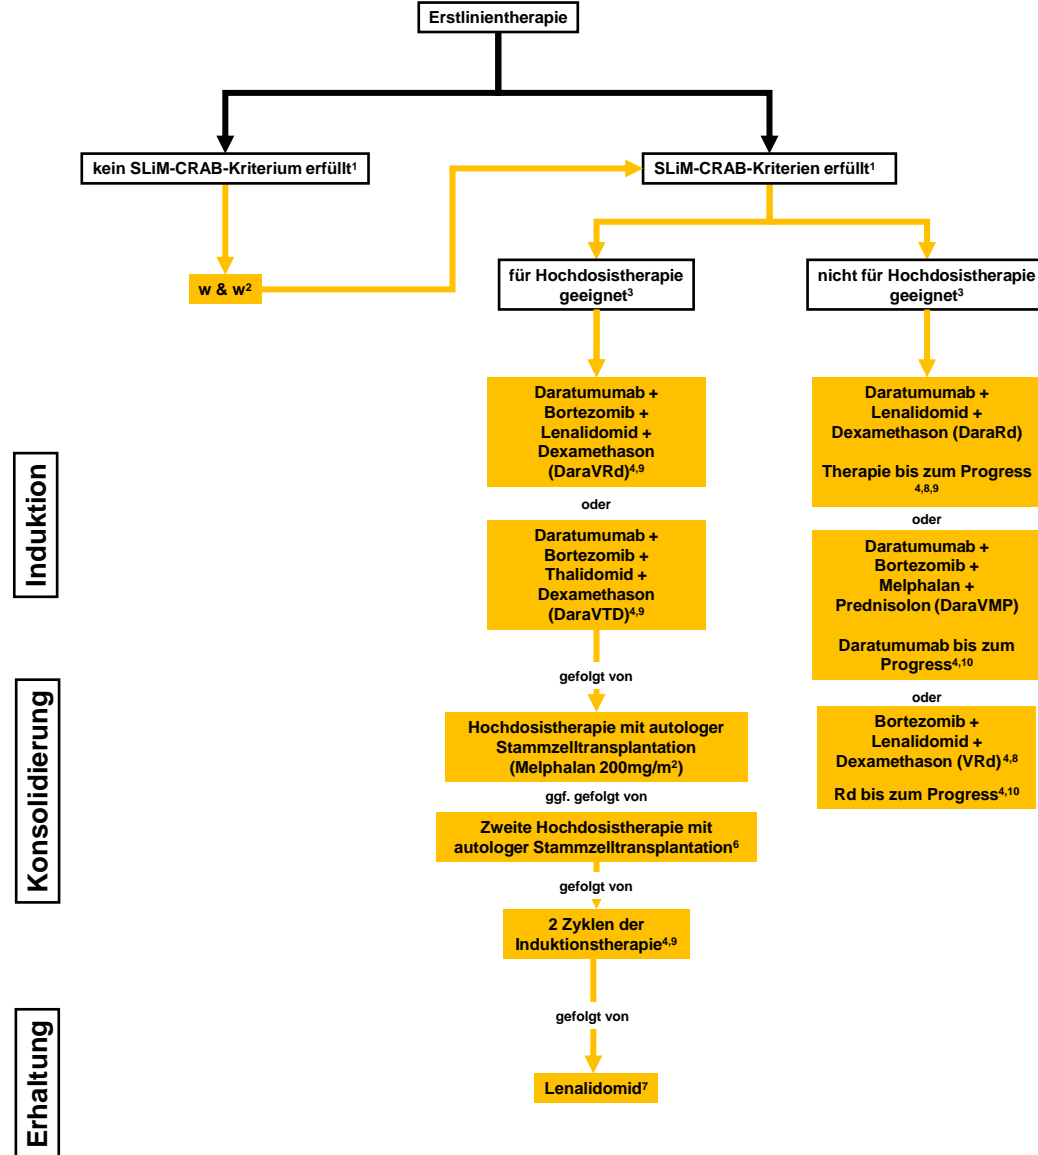 Erstlinientherapie
kein SLiM-CRAB-Kriterium erfüllt¹
SLiM-CRAB-Kriterien erfüllt¹
w & w²
für Hochdosistherapie
geeignet³
nicht für Hochdosistherapie
geeignet³
Induktion
Daratumumab +
Bortezomib +
Lenalidomid +
Dexamethason
(DaraVRd)⁴,⁹
oder
Daratumumab +
Bortezomib +
Thalidomid +
Dexamethason
(DaraVTD)⁴,⁹
gefolgt von
Konsolidierung
Hochdosistherapie mit autologer
Stammzelltransplantation
(Melphalan 200mg/m²)
ggf. gefolgt von
Zweite Hochdosistherapie mit
autologer Stammzelltransplantation⁶
gefolgt von
2 Zyklen der
Induktionstherapie⁴,⁹
gefolgt von
Erhaltung
Lenalidomid⁷
Daratumumab +
Lenalidomid +
Dexamethason (DaraRd)
Therapie bis zum Progress
⁴,⁸,⁹
oder
Daratumumab +
Bortezomib +
Melphalan +
Prednisolon (DaraVMP)
Daratumumab bis zum
Progress⁴,¹⁰
oder
Bortezomib +
Lenalidomid +
Dexamethason (VRd)⁴,⁸
Rd bis zum Progress⁴,¹⁰